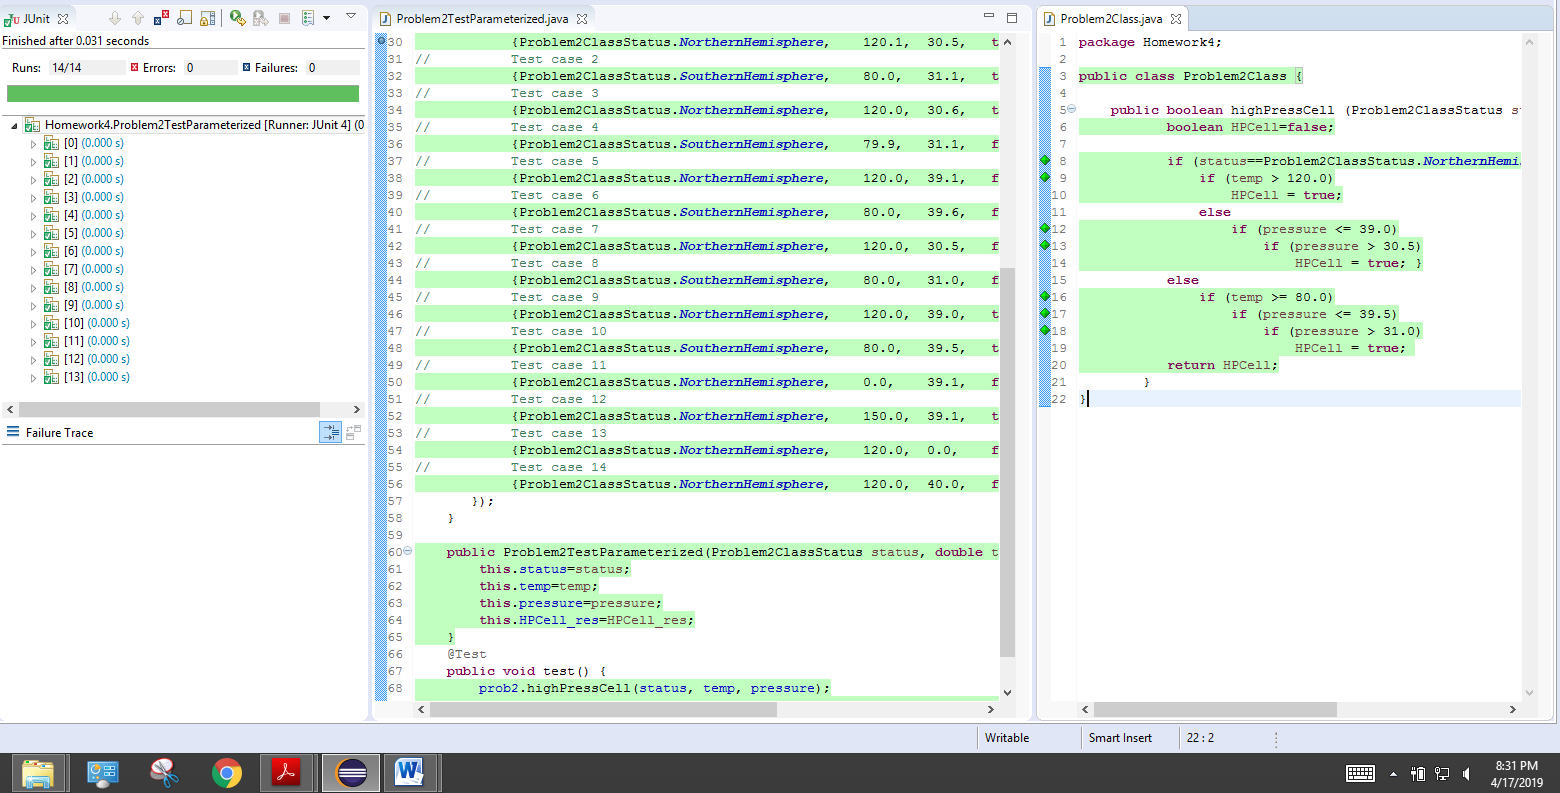 JUnit
Finished after 0.031 seconds
Runs: 14/14 Errors: 0 Failures: 0
Homework4.Problem2TestParameterized [Runner: JUnit 4] (0
[0] (0.000 s)
[1] (0.000 s)
[2] (0.000 s)
[3] (0.000 s)
[4] (0.000 s)
[5] (0.000 s)
[6] (0.000 s)
[7] (0.000 s)
[8] (0.000 s)
[9] (0.000 s)
[10] (0.000 s)
[11] (0.000 s)
[12] (0.000 s)
[13] (0.000 s)
Failure Trace
Problem2TestParameterized.java
30 {Problem2ClassStatus.NorthernHemisphere, 120.1, 30.5, t
31 // Test case 2
32 {Problem2ClassStatus.SouthernHemisphere, 80.0, 31.1, t
33 // Test case 3
34 {Problem2ClassStatus.NorthernHemisphere, 120.0, 30.6, t
35 // Test case 4
36 {Problem2ClassStatus.SouthernHemisphere, 79.9, 31.1, f
37 // Test case 5
38 {Problem2ClassStatus.NorthernHemisphere, 120.0, 39.1, f
39 // Test case 6
40 {Problem2ClassStatus.SouthernHemisphere, 80.0, 39.6, f
41 // Test case 7
42 {Problem2ClassStatus.NorthernHemisphere, 120.0, 30.5, f
43 // Test case 8
44 {Problem2ClassStatus.SouthernHemisphere, 80.0, 31.0, f
45 // Test case 9
46 {Problem2ClassStatus.NorthernHemisphere, 120.0, 39.0, t
47 // Test case 10
48 {Problem2ClassStatus.SouthernHemisphere, 80.0, 39.5, t
49 // Test case 11
50 {Problem2ClassStatus.NorthernHemisphere, 0.0, 39.1, f
51 // Test case 12
52 {Problem2ClassStatus.NorthernHemisphere, 150.0, 39.1, t
53 // Test case 13
54 {Problem2ClassStatus.NorthernHemisphere, 120.0, 0.0, f
55 // Test case 14
56 {Problem2ClassStatus.NorthernHemisphere, 120.0, 40.0, f
57 });
58 }
59
60 public Problem2TestParameterized(Problem2ClassStatus status, double t
61 this.status=status;
62 this.temp=temp;
63 this.pressure=pressure;
64 this.HPCell_res=HPCell_res;
65 }
66 @Test
67 public void test() {
68 prob2.highPressCell(status, temp, pressure);
Problem2Class.java
1 package Homework4;
2
3 public class Problem2Class {
4
5 public boolean highPressCell (Problem2ClassStatus st
6 boolean HPCell=false;
7
8 if (status==Problem2ClassStatus.NorthernHemi
9 if (temp > 120.0)
10 HPCell = true;
11 else
12 if (pressure <= 39.0)
13 if (pressure > 30.5)
14 HPCell = true; }
15 else
16 if (temp >= 80.0)
17 if (pressure <= 39.5)
18 if (pressure > 31.0)
19 HPCell = true;
20 return HPCell;
21 }
22 }
Writable Smart Insert 22 : 2
8:31 PM
4/17/2019